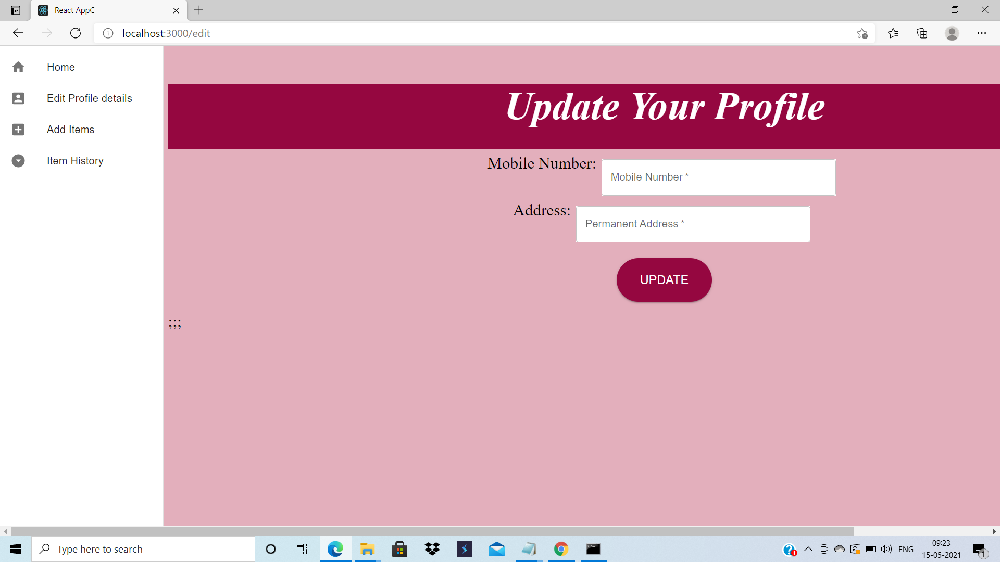 React AppC
localhost:3000/edit
Home
Edit Profile details
Add Items
Item History
Update Your Profile
Mobile Number:
Mobile Number *
Address:
Permanent Address *
UPDATE
;;;
Type here to search
ENG
09:23
15-05-2021
1